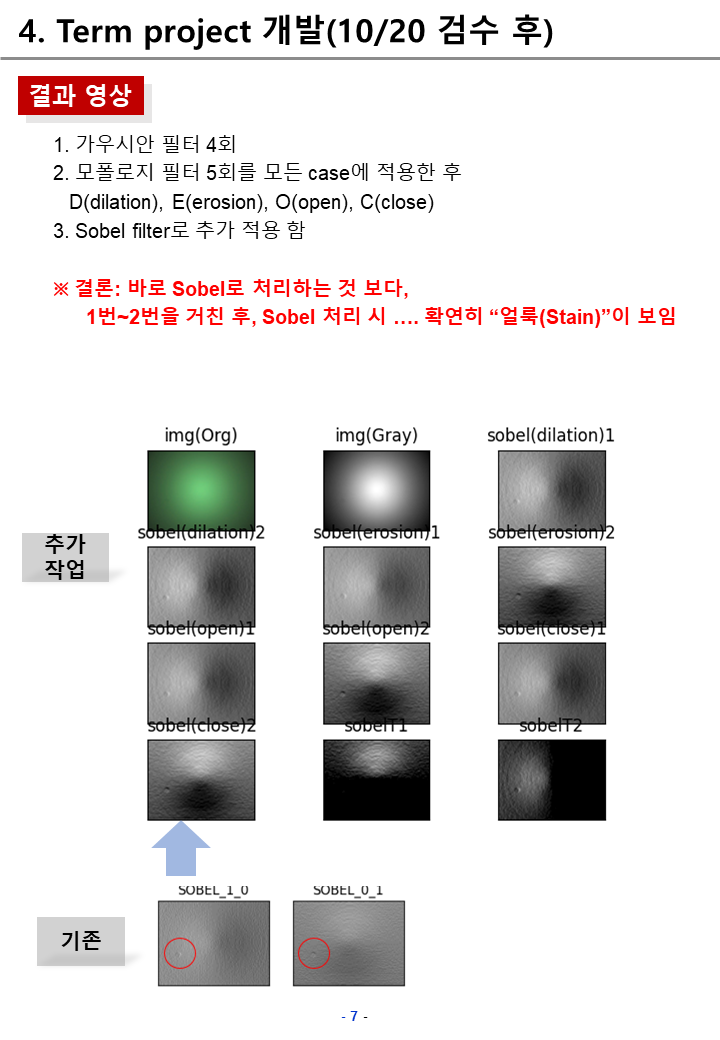 4. Term project 개발(10/20 검수 후)
결과 영상
1. 가우시안 필터 4회
2. 모폴로지 필터 5회를 모든 case에 적용한 후
D(dilation), E(erosion), O(open), C(close)
3. Sobel filter로 추가 적용 함
※ 결론: 바로 Sobel로 처리하는 것 보다,
1번~2번을 거친 후, Sobel 처리 시 …. 확연히 “얼룩(Stain)”이 보임
img(Org) img(Gray) sobel(dilation)1
추가
작업
sobel(dilation)2 sobel(erosion)1 sobel(erosion)2
sobel(open)1 sobel(open)2 sobel(close)1
sobel(close)2 sobelT1 sobelT2
기존
SOBEL_1_0 SOBEL_0_1
- 7 -